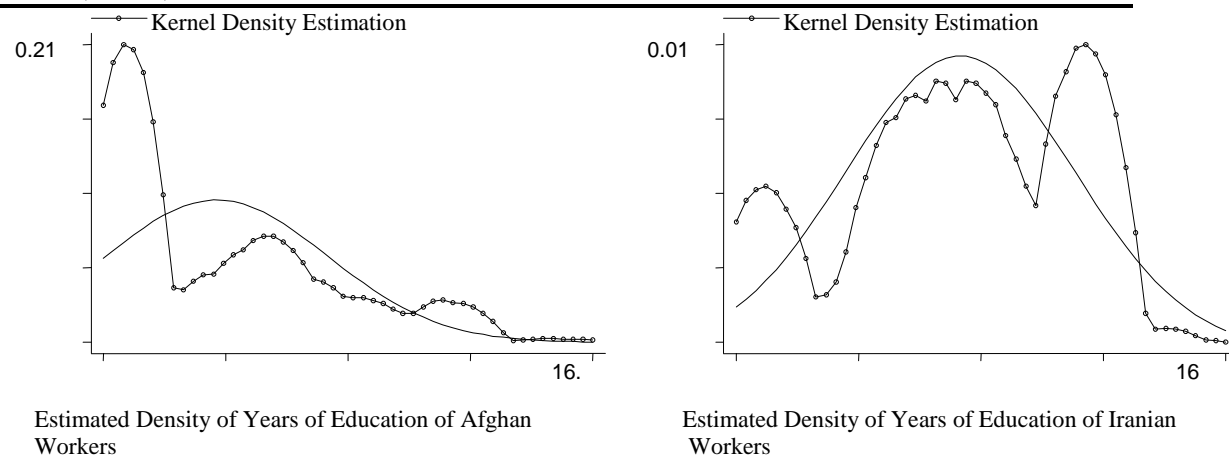 Kernel Density Estimation
0.21
16.
Estimated Density of Years of Education of Afghan
Workers
Kernel Density Estimation
0.01
16
Estimated Density of Years of Education of Iranian
Workers